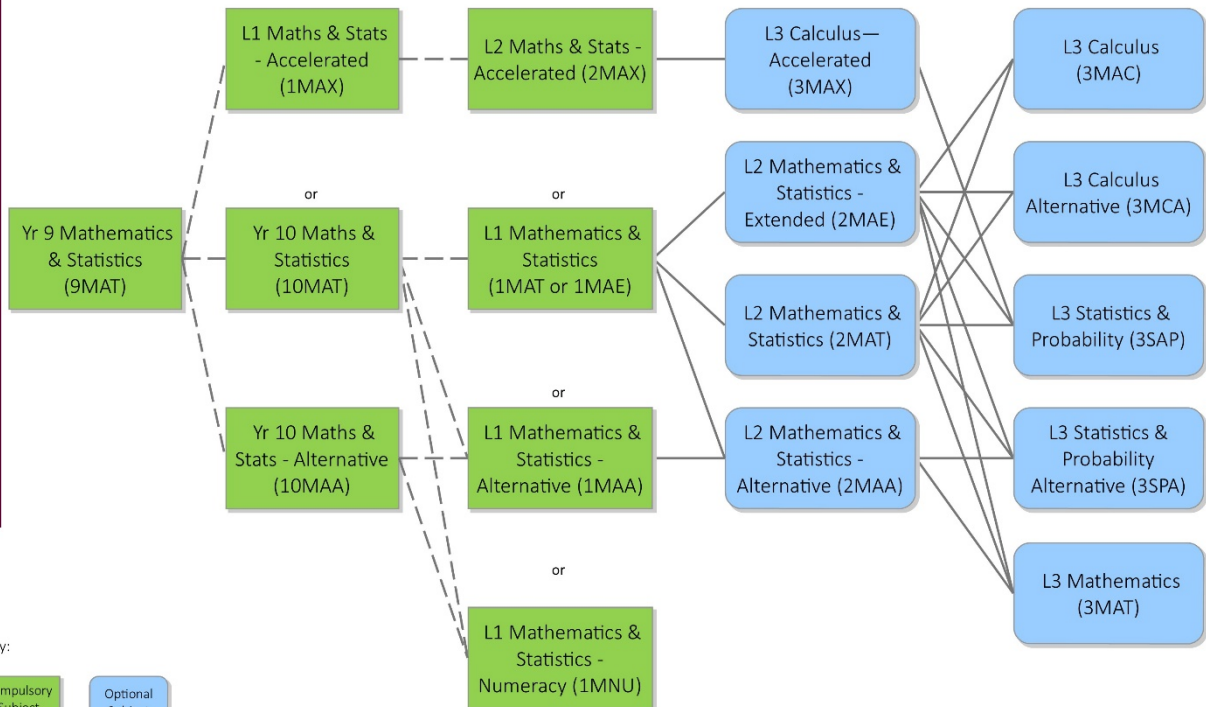 L1 Maths & Stats
- Accelerated
(1MAX)
L2 Maths & Stats -
Accelerated (2MAX)
L3 Calculus—
Accelerated
(3MAX)
L3 Calculus
(3MAC)
or
or
L2 Mathematics &
Statistics -
Extended (2MAE)
L3 Calculus
Alternative (3MCA)
Yr 9 Mathematics
& Statistics
(9MAT)
Yr 10 Maths &
Statistics
(10MAT)
L1 Mathematics &
Statistics
(1MAT or 1MAE)
L2 Mathematics &
Statistics (2MAT)
L3 Statistics &
Probability (3SAP)
or
Yr 10 Maths &
Stats - Alternative
(10MAA)
L1 Mathematics &
Statistics -
Alternative (1MAA)
L2 Mathematics &
Statistics -
Alternative (2MAA)
L3 Statistics &
Probability
Alternative (3SPA)
or
L1 Mathematics &
Statistics -
Numeracy (1MNU)
L3 Mathematics
(3MAT)
y:
mpulsory
Optional